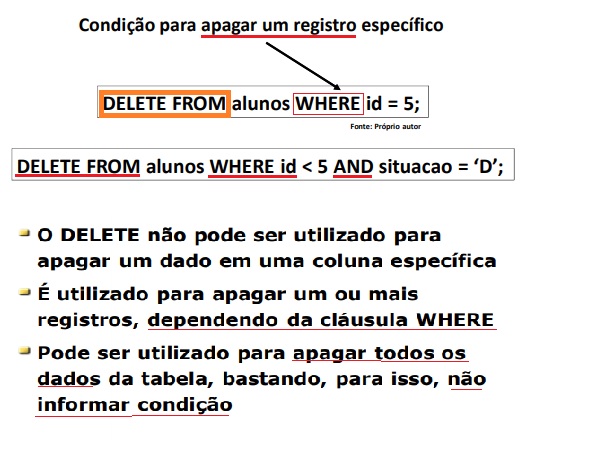 Condição para apagar um registro específico
DELETE FROM alunos WHERE id = 5;
Fonte: Próprio autor
DELETE FROM alunos WHERE id < 5 AND situacao = ‘D’;
O DELETE não pode ser utilizado para
apagar um dado em uma coluna específica
É utilizado para apagar um ou mais
registros, dependendo da cláusula WHERE
Pode ser utilizado para apagar todos os
dados da tabela, bastando, para isso, não
informar condição